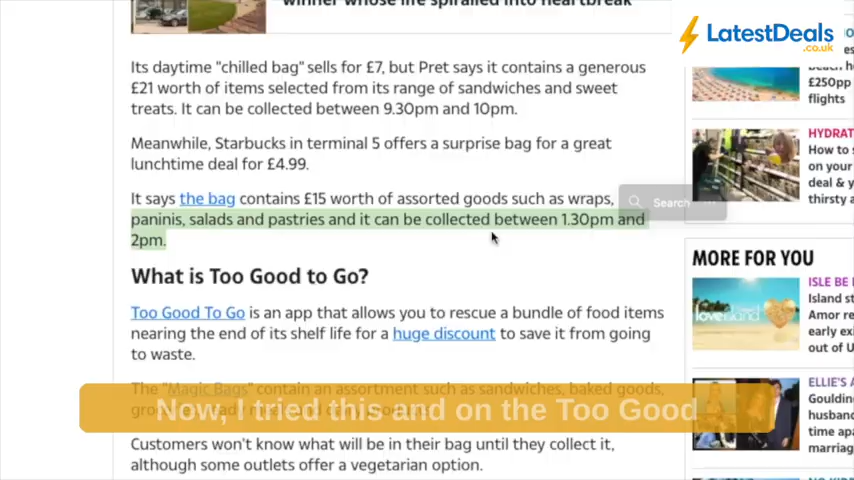 winner whose life spiralled into heartbreak
LatestDeals
.co.uk
Its daytime "chilled bag" sells for £7, but Pret says it contains a generous
£21 worth of items selected from its range of sandwiches and sweet
treats. It can be collected between 9.30pm and 10pm.
Meanwhile, Starbucks in terminal 5 offers a surprise bag for a great
lunchtime deal for £4.99.
It says the bag contains £15 worth of assorted goods such as wraps,
paninis, salads and pastries and it can be collected between 1.30pm and
2pm.
Search
What is Too Good to Go?
Too Good To Go is an app that allows you to rescue a bundle of food items
nearing the end of its shelf life for a huge discount to save it from going
to waste.
The "Magic Bags" contain an assortment such as sandwiches, baked goods,
Now, I tried this and on the Too Good
Customers won't know what will be in their bag until they collect it,
although some outlets offer a vegetarian option.
£250pp
flights
HYDRAT
How to s
on your
deal & y
thirsty a
MORE FOR YOU
ISLE BE
Island st
Amor re
early exi
out of U
love island
ELLIE'S A
Goulding
husband
time apa
marriag